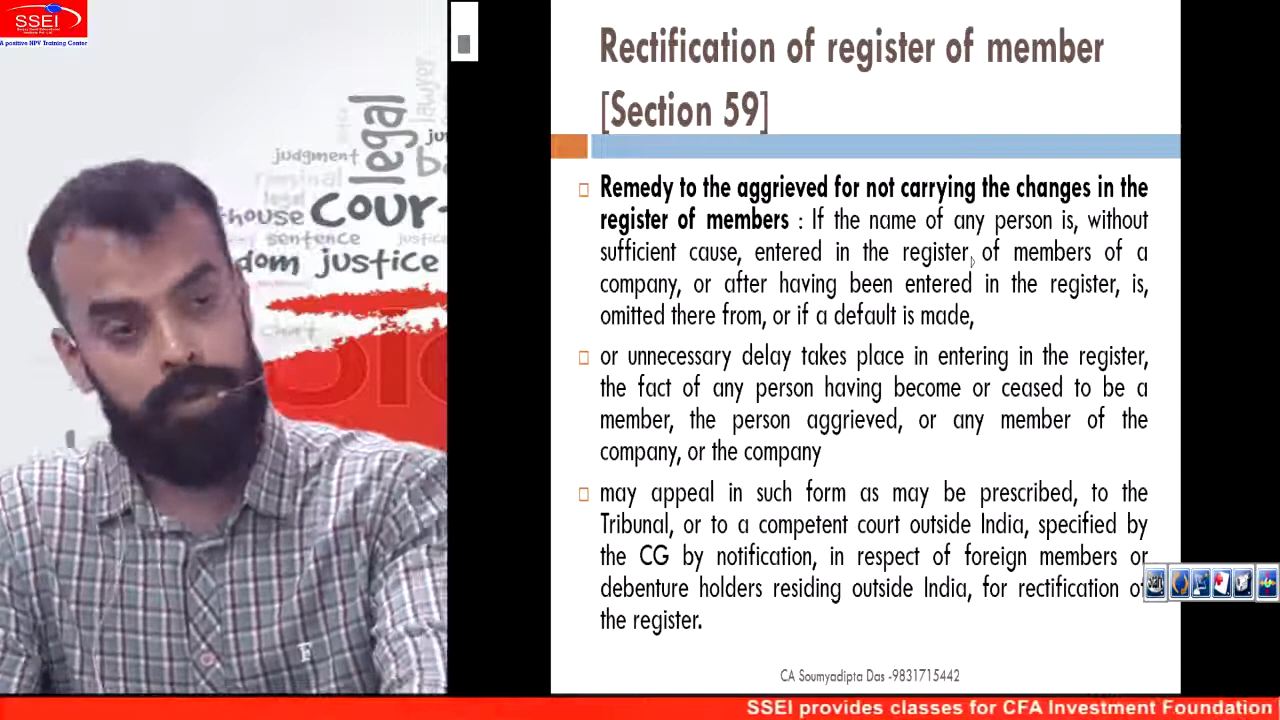 SSEI
A positive NPV Training Center
Rectification of register of member
[Section 59]
Remedy to the aggrieved for not carrying the changes in the
register of members : If the name of any person is, without
sufficient cause, entered in the register of members of a
company, or after having been entered in the register, is,
omitted there from, or if a default is made,
or unnecessary delay takes place in entering in the register,
the fact of any person having become or ceased to be a
member, the person aggrieved, or any member of the
company, or the company
may appeal in such form as may be prescribed, to the
Tribunal, or to a competent court outside India, specified by
the CG by notification, in respect of foreign members or
debenture holders residing outside India, for rectification of
the register.
CA Soumyadipta Das -9831715442
SSEI provides classes for CFA Investment Foundation
legal
lawyer
judgment
criminal
legal
house
cour
sentence
justice
dom justice
court